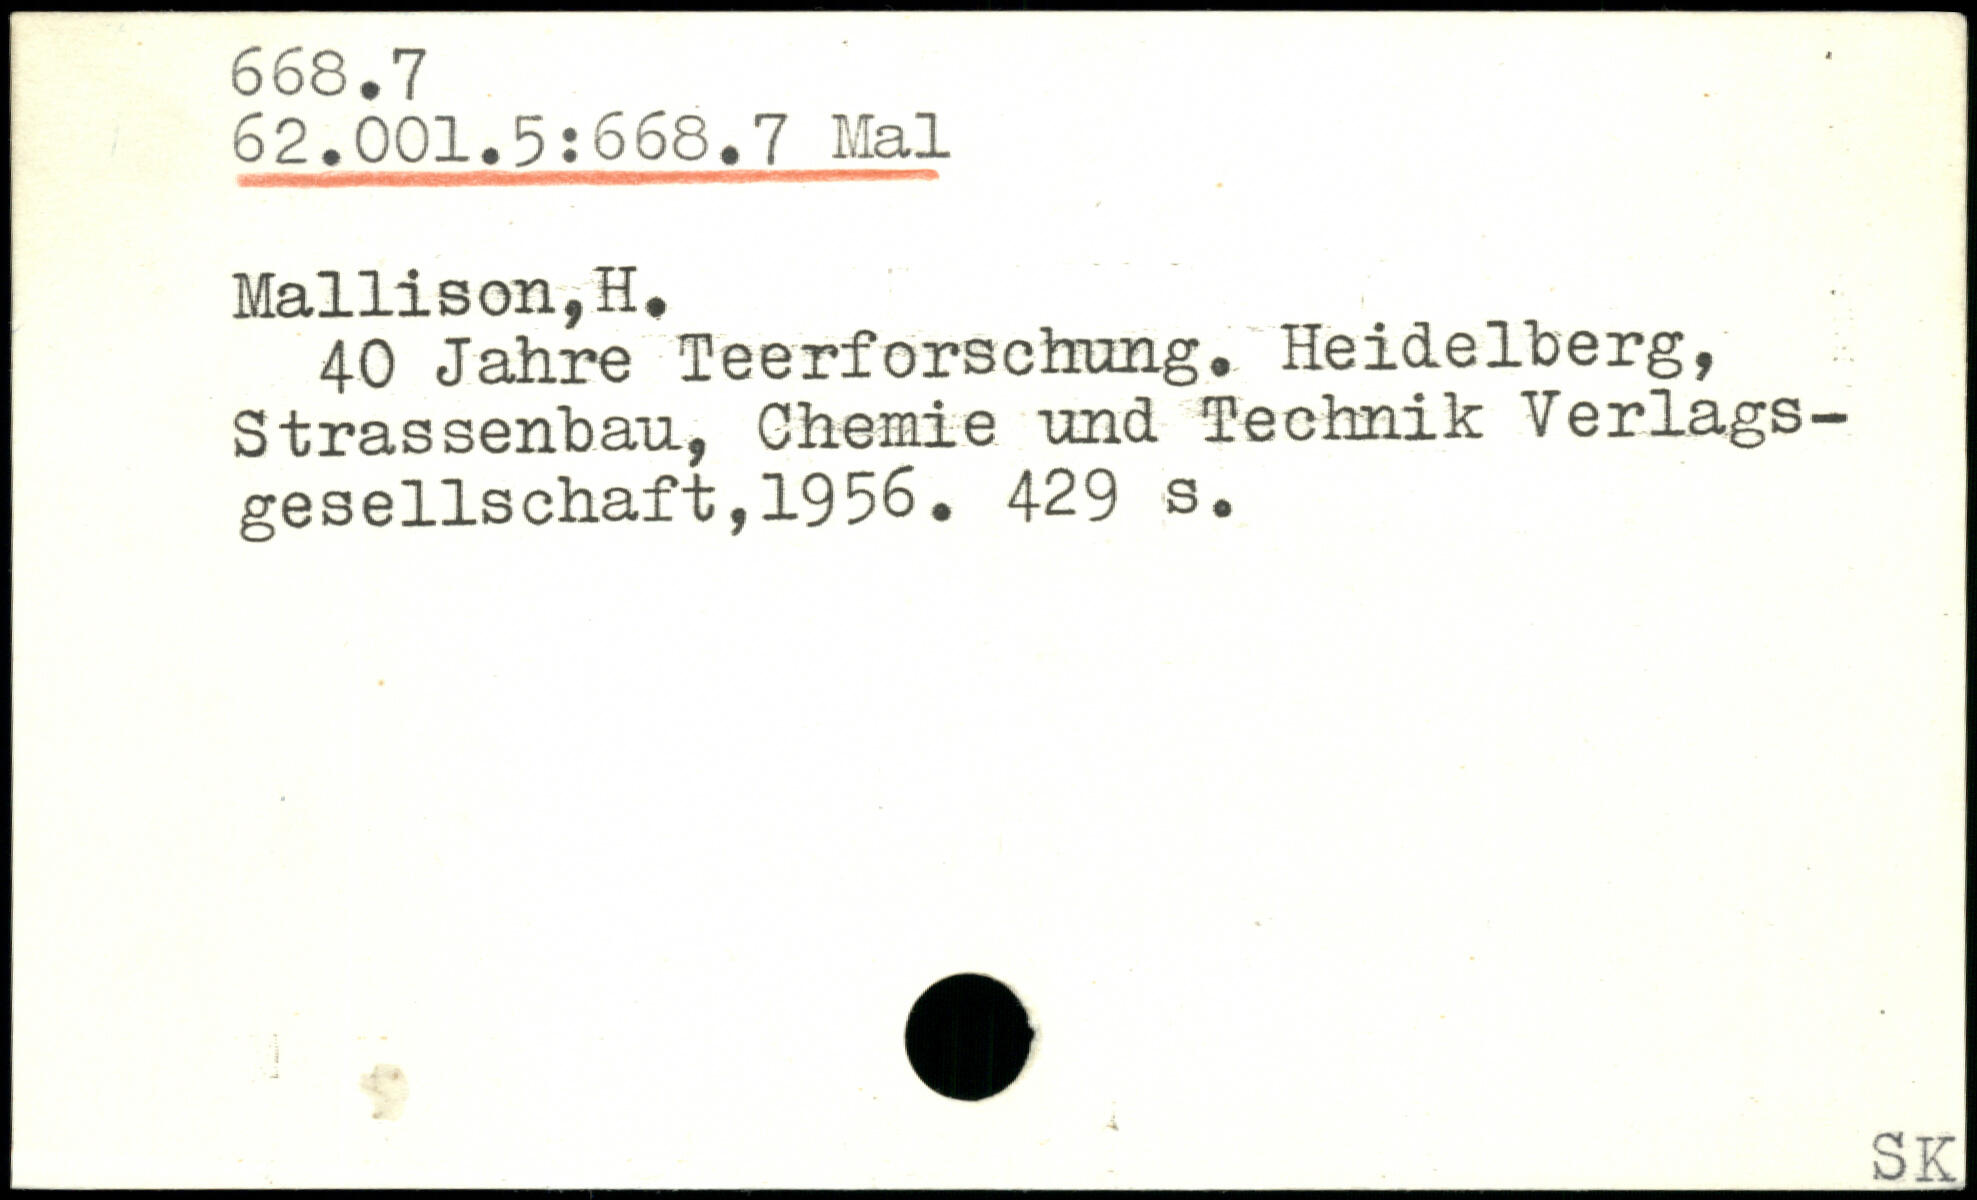 668.7
62.001.5:668.7 Mal
Mallison,H.
40 Jahre Teerforschung. Heidelberg,
Strassenbau, Chemie und Technik Verlags-
gesellschaft,1956. 429 s.
SK